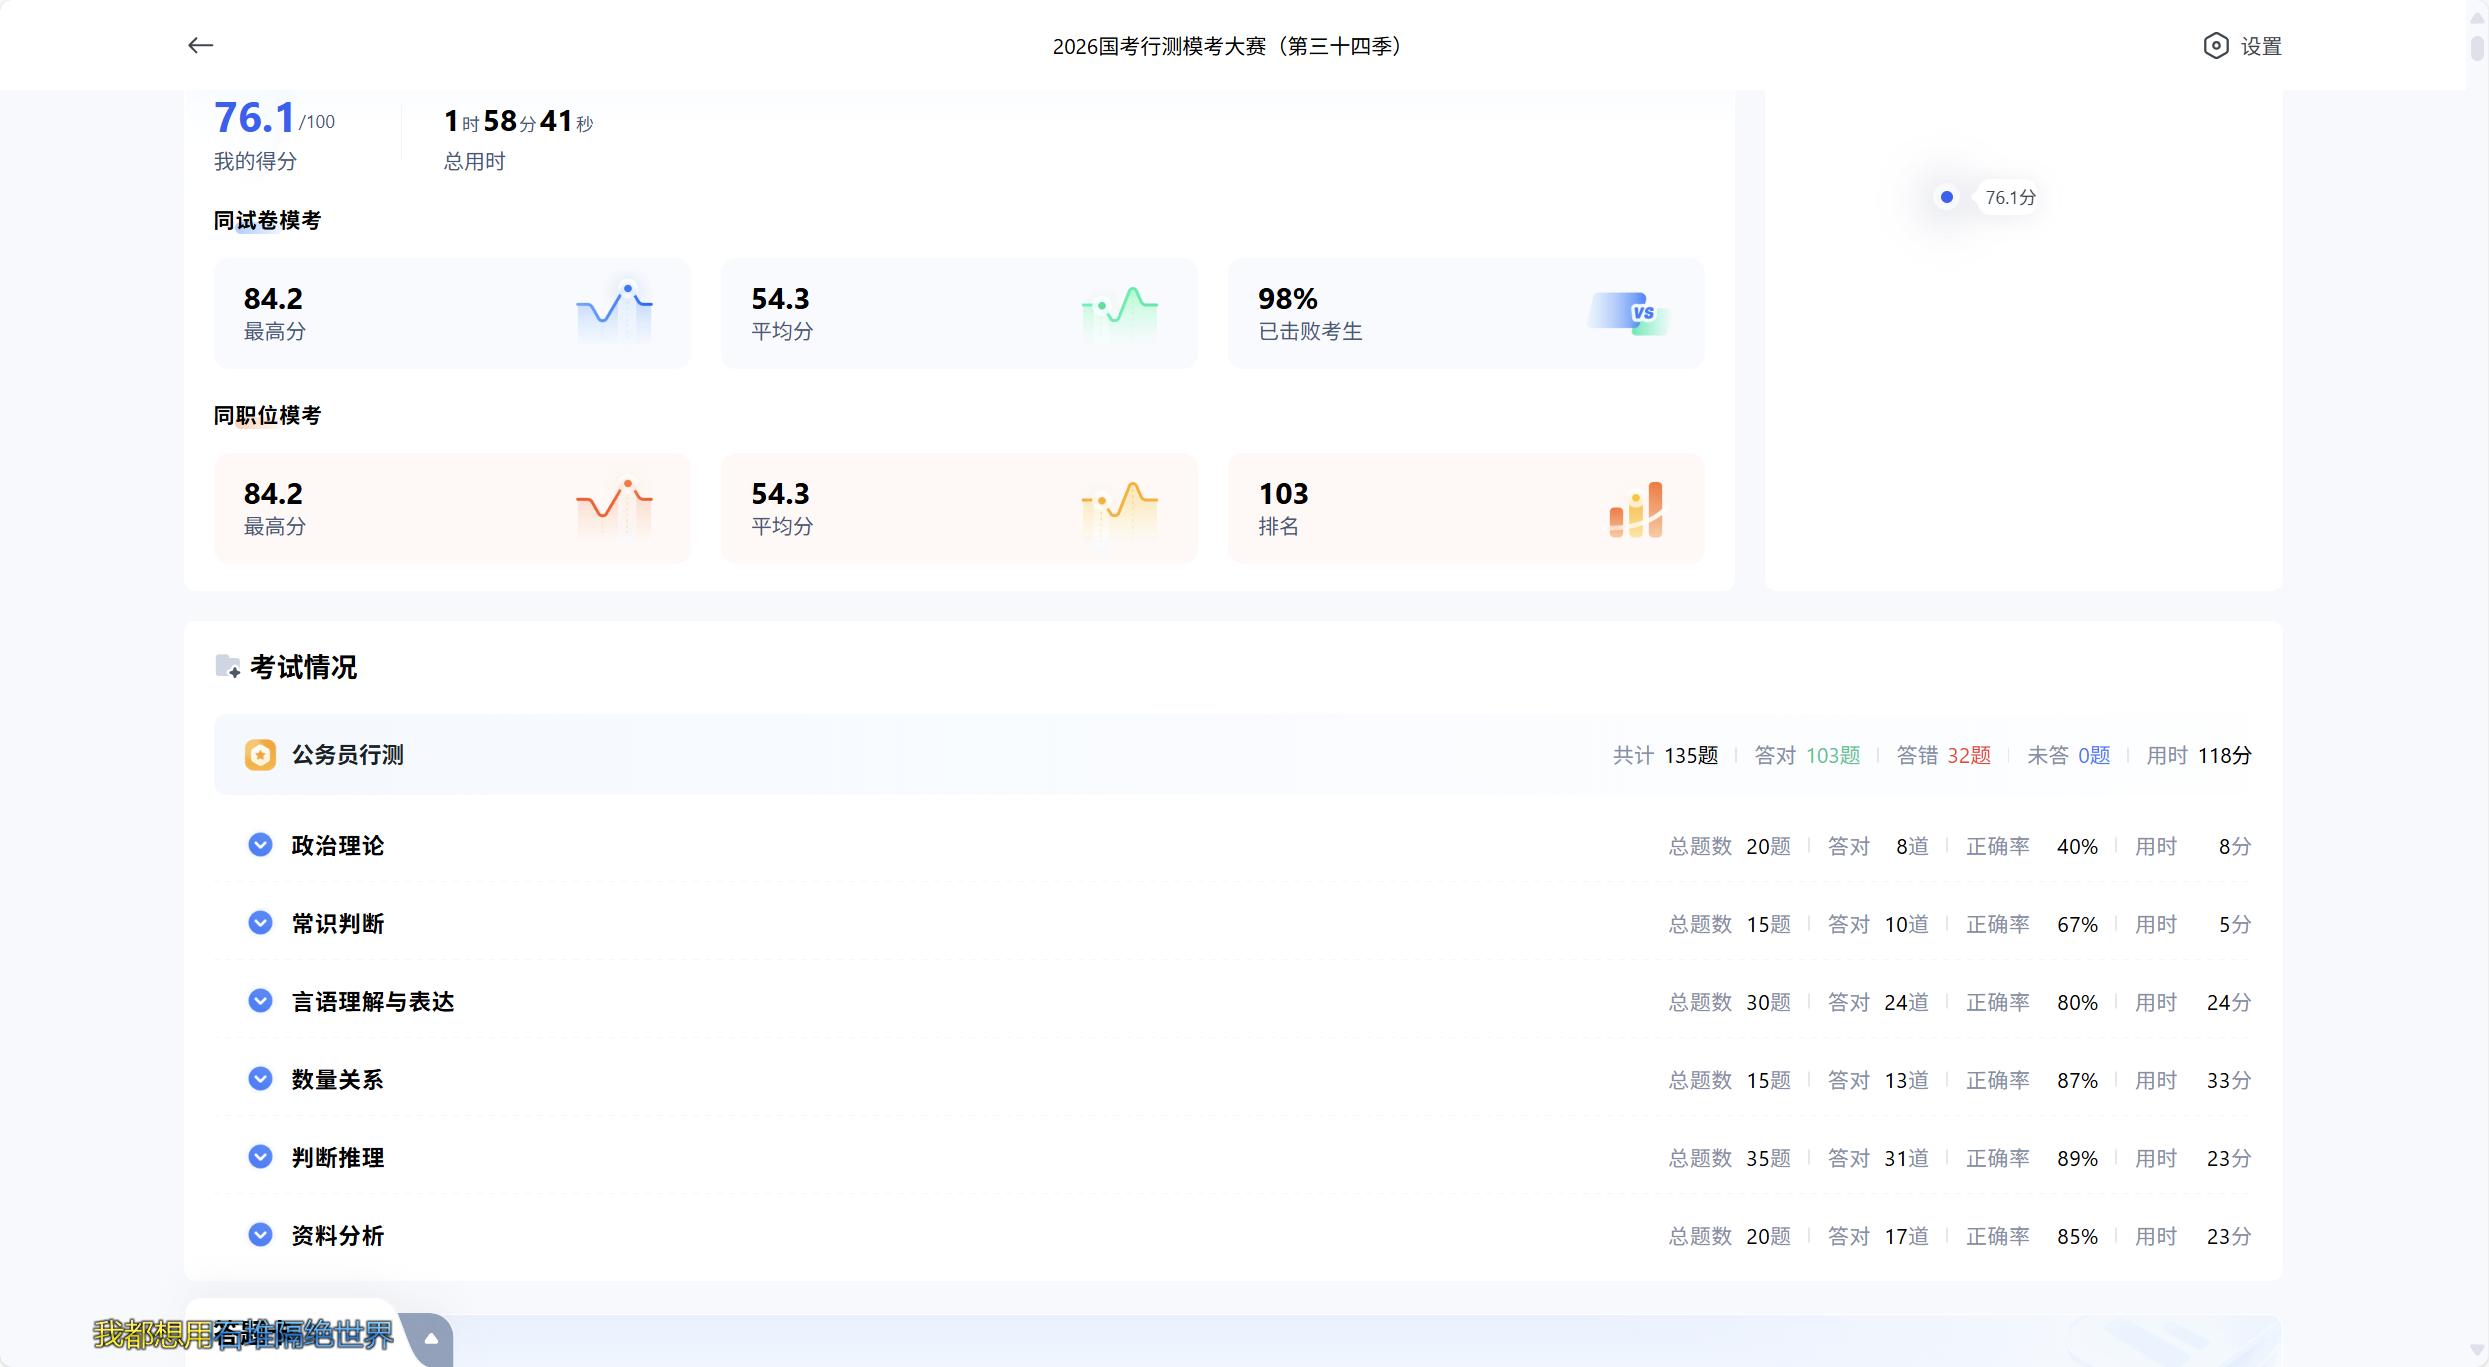 2026国考行测模考大赛（第三十四季）
设置
76.1/100
我的得分
1时58分41秒
总用时
76.1分
同试卷模考
84.2
最高分
54.3
平均分
98%
已击败考生
VS
同职位模考
84.2
最高分
54.3
平均分
103
排名
考试情况
公务员行测 共计 135题 答对 103题 答错 32题 未答 0题 用时 118分
政治理论 总题数 20题 答对 8道 正确率 40% 用时 8分
常识判断 总题数 15题 答对 10道 正确率 67% 用时 5分
言语理解与表达 总题数 30题 答对 24道 正确率 80% 用时 24分
数量关系 总题数 15题 答对 13道 正确率 87% 用时 33分
判断推理 总题数 35题 答对 31道 正确率 89% 用时 23分
资料分析 总题数 20题 答对 17道 正确率 85% 用时 23分
我都想用 隔绝世界